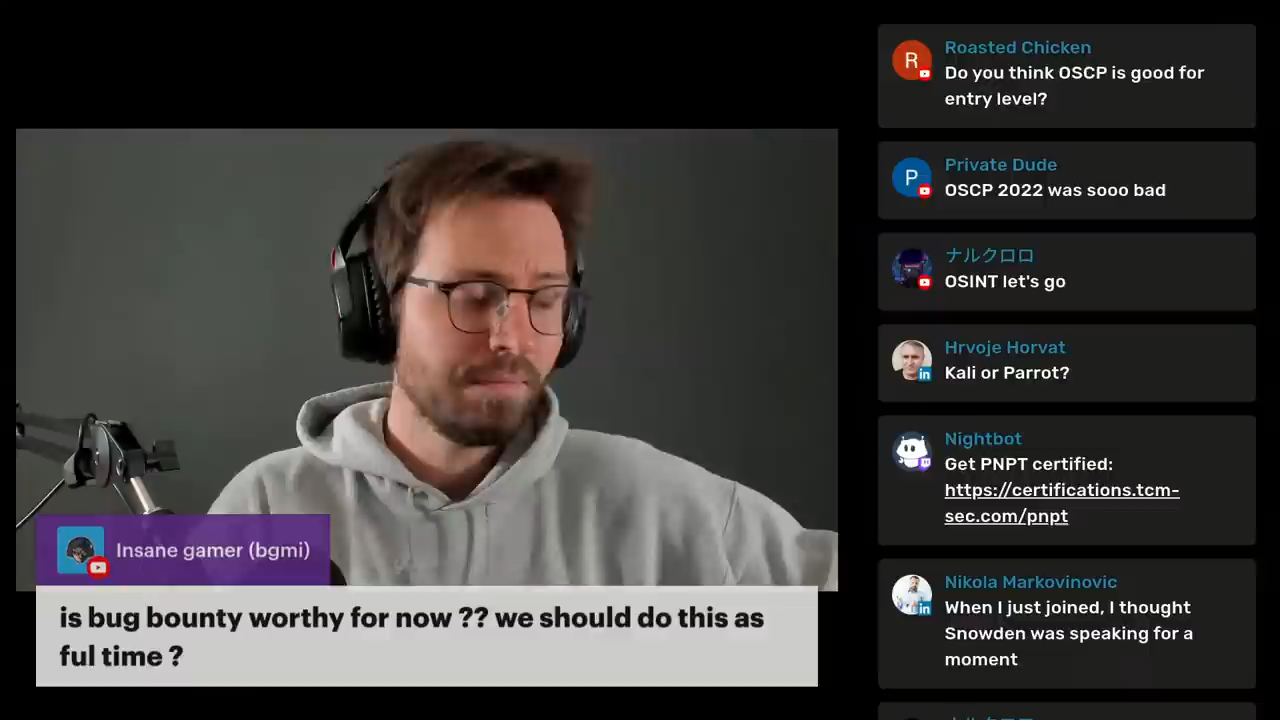 Insane gamer (bgmi)
is bug bounty worthy for now ?? we should do this as
ful time ?
R
Roasted Chicken
Do you think OSCP is good for
entry level?
P
Private Dude
OSCP 2022 was sooo bad
ナルクロロ
OSINT let's go
Hrvoje Horvat
in
Kali or Parrot?
Nightbot
Get PNPT certified:
https://certifications.tcm-
sec.com/pnpt
Nikola Markovinovic
in
When I just joined, I thought
Snowden was speaking for a
moment